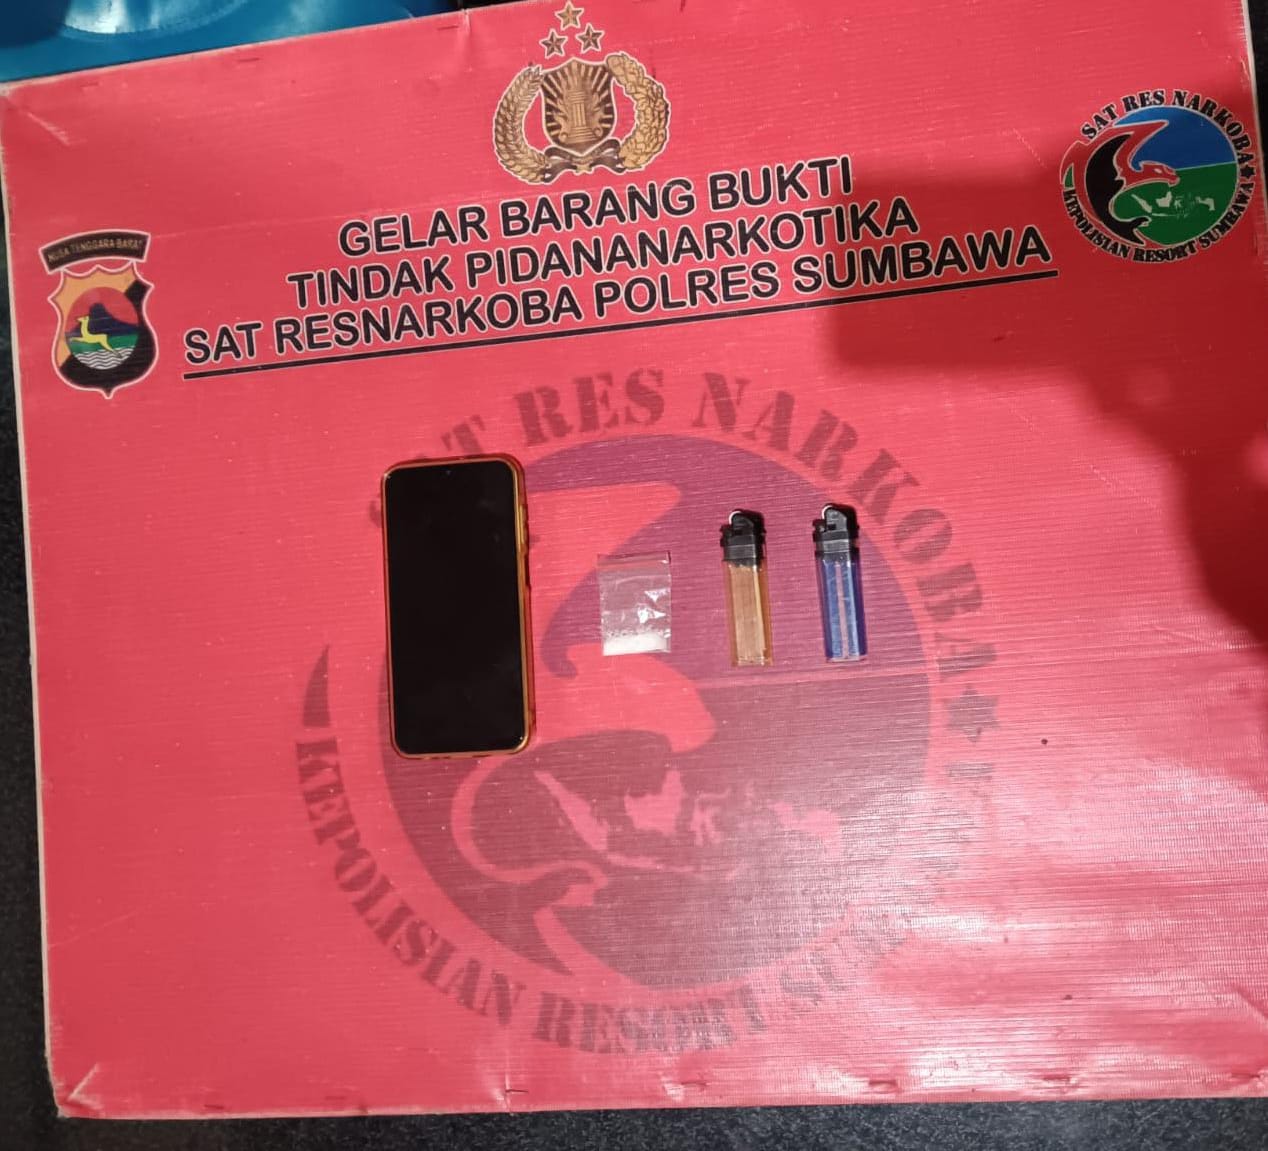 GELAR BARANG BUKTI
TINDAK PIDANANARKOTIKA
SAT RESNARKOBA POLRES SUMBAWA
NUSA TENGGARA BARAT
SAT RES NARKOBA
KEPOLISIAN RESORT SUMBAWA
RES NARKOBA
KEPOLISIAN RESORT